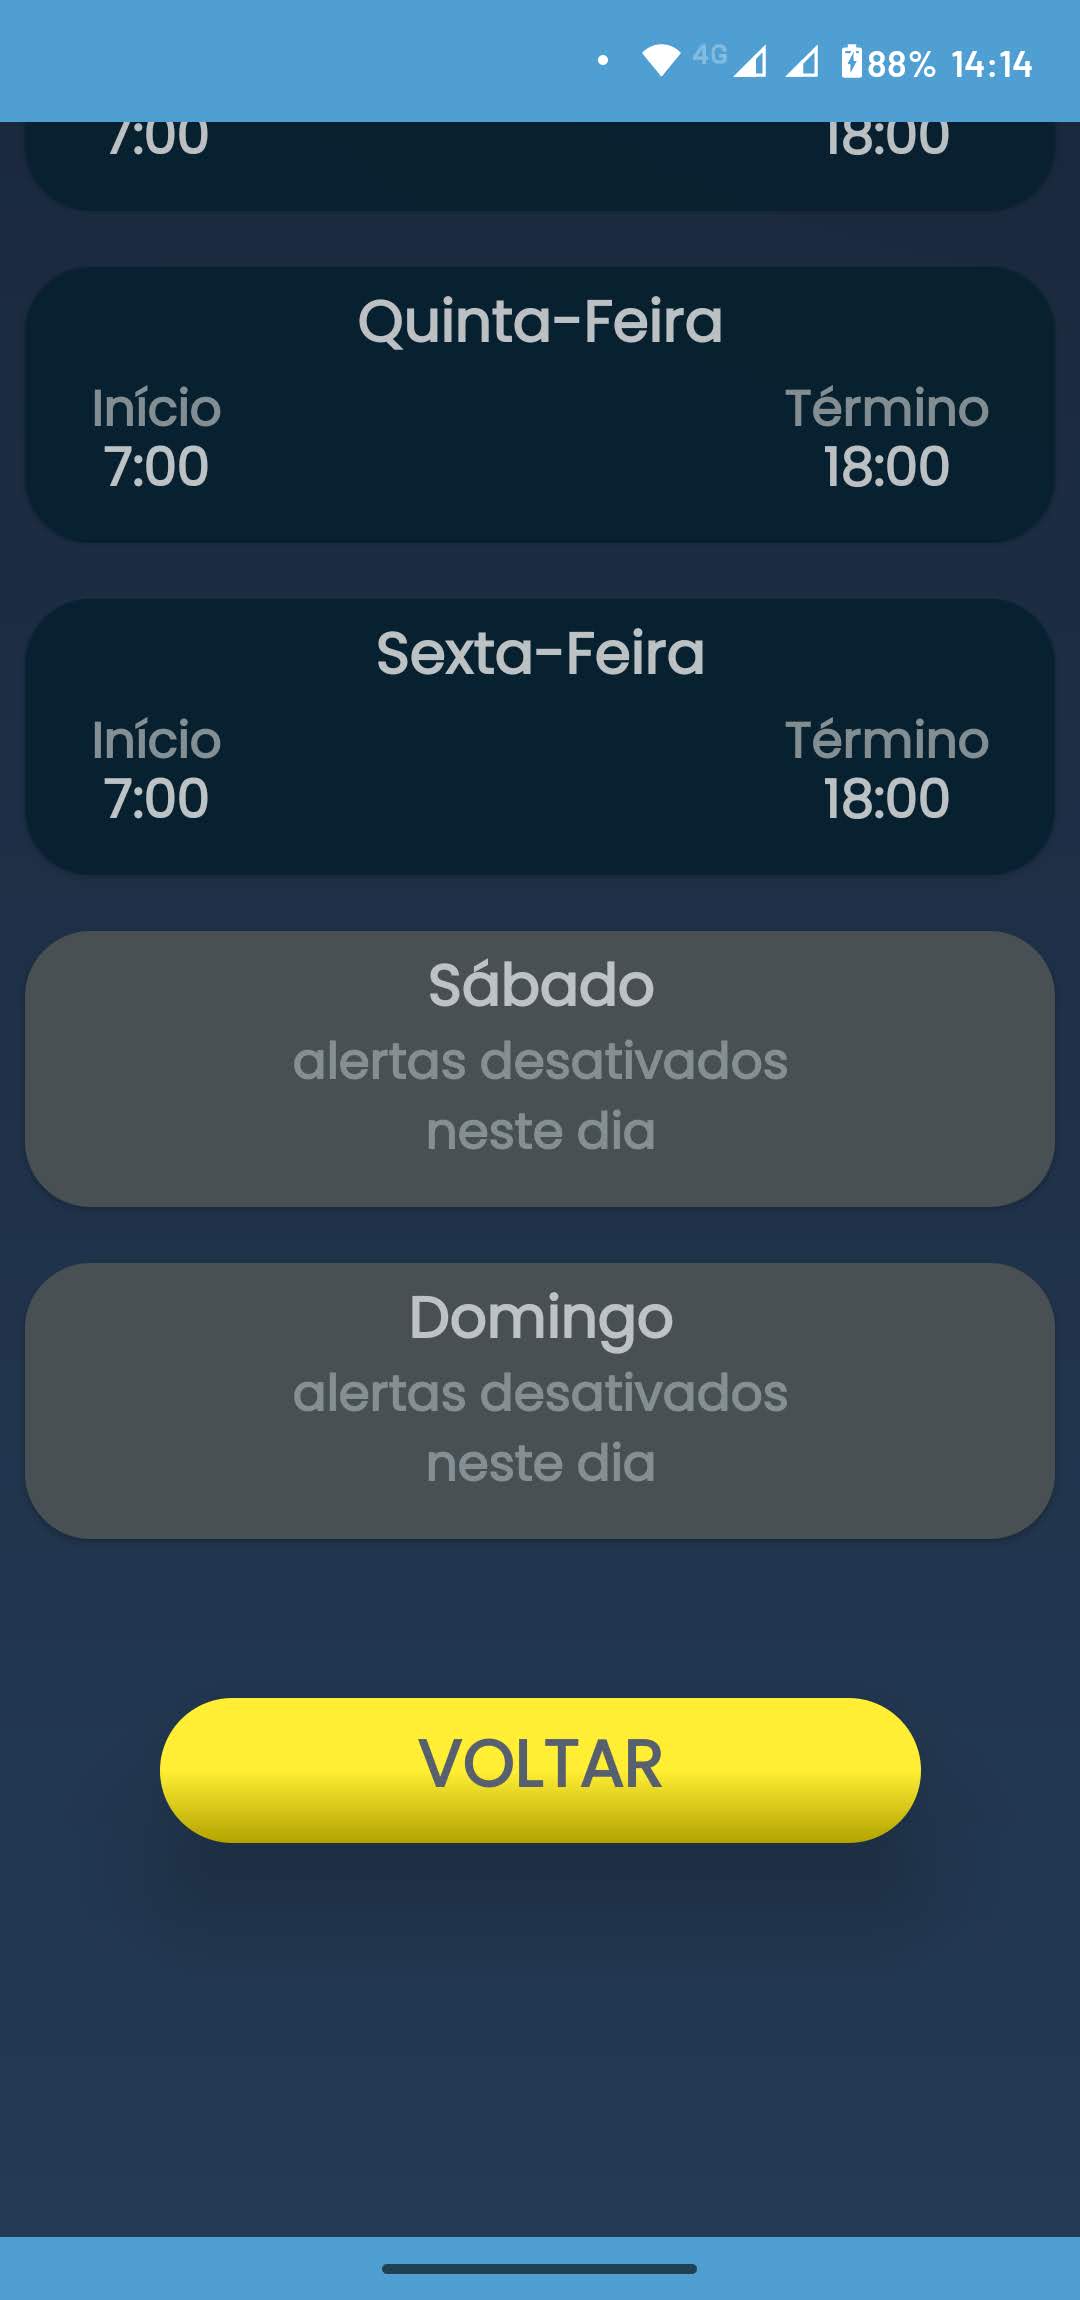 4G 88% 14:14
7:00 18:00
Quinta-Feira
Início Término
7:00 18:00
Sexta-Feira
Início Término
7:00 18:00
Sábado
alertas desativados
neste dia
Domingo
alertas desativados
neste dia
VOLTAR